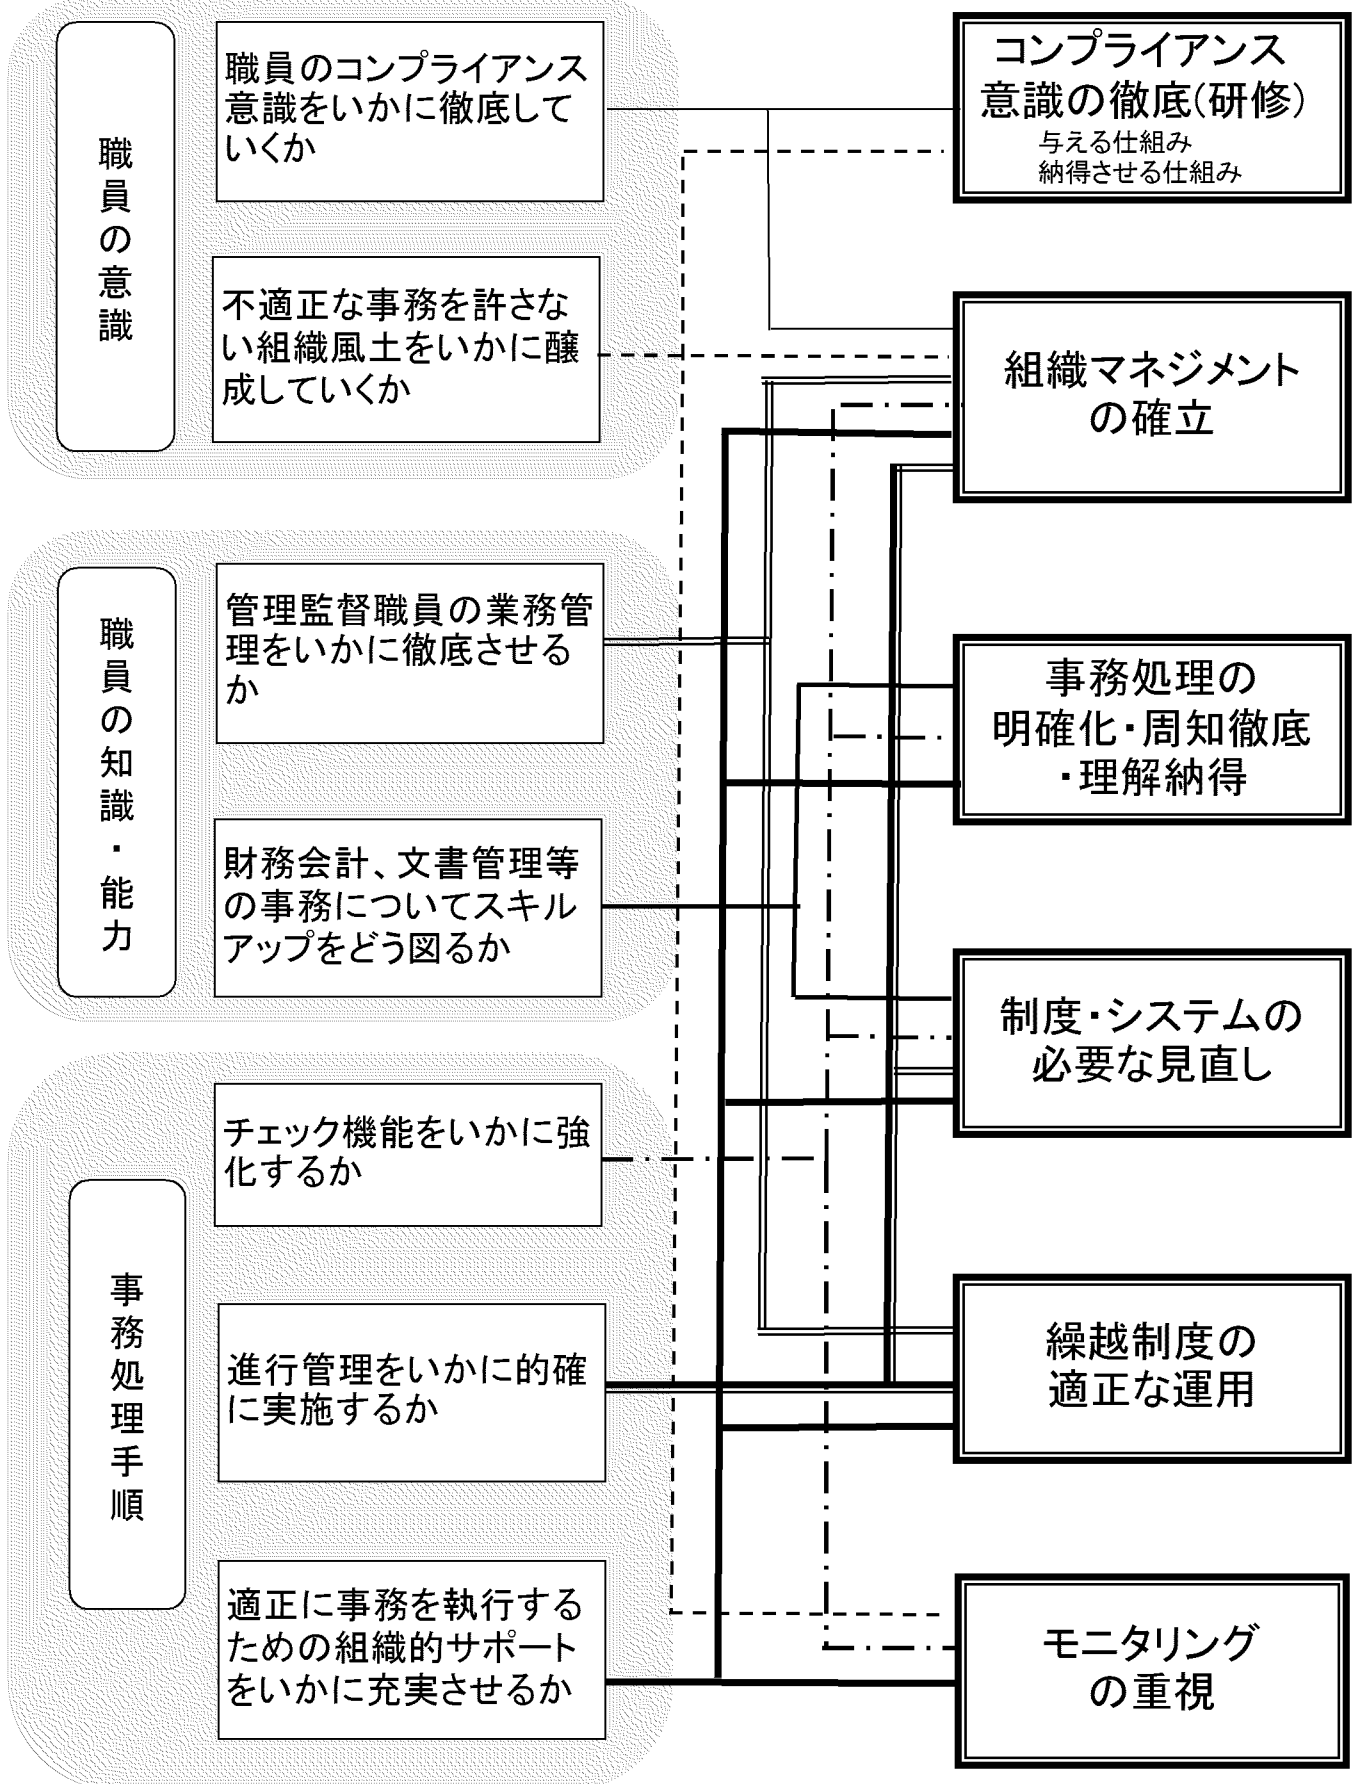 職員の意識
職員のコンプライアンス
意識をいかに徹底して
いくか
不適正な事務を許さな
い組織風土をいかに醸
成していくか
職員の知識・能力
管理監督職員の業務管
理をいかに徹底させる
か
財務会計、文書管理等
の事務についてスキル
アップをどう図るか
事務処理手順
チェック機能をいかに強
化するか
進行管理をいかに的確
に実施するか
適正に事務を執行する
ための組織的サポート
をいかに充実させるか
コンプライアンス
意識の徹底(研修)
与える仕組み
納得させる仕組み
組織マネジメント
の確立
事務処理の
明確化・周知徹底
・理解納得
制度・システムの
必要な見直し
繰越制度の
適正な運用
モニタリング
の重視